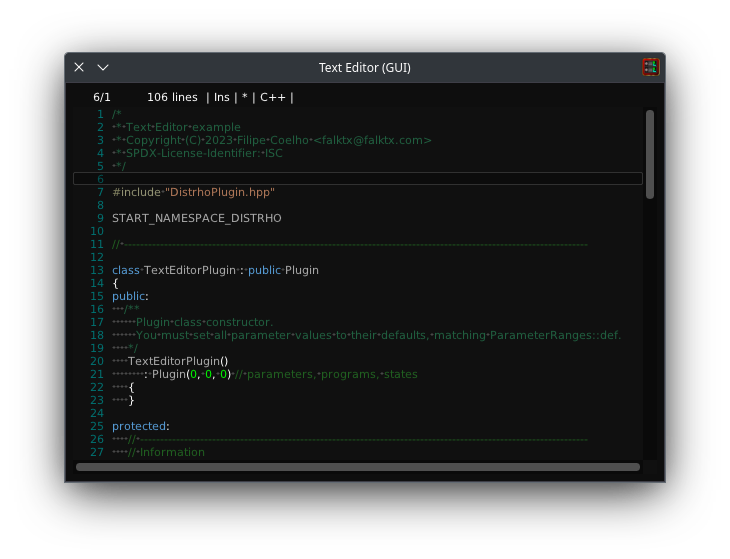 Text Editor (GUI)
6/1 106 lines | Ins | * | C++ |
1 /*
2  * Text Editor example
3  * Copyright (C) 2023 Filipe Coelho <falktx@falktx.com>
4  * SPDX-License-Identifier: ISC
5  */
6
7 #include "DistrhoPlugin.hpp"
8
9 START_NAMESPACE_DISTRHO
10
11 // --------------------------------------------------------------------------------------------------------------------
12
13 class TextEditorPlugin : public Plugin
14 {
15 public:
16    /**
17       Plugin class constructor.
18       You must set all parameter values to their defaults, matching ParameterRanges::def.
19     */
20     TextEditorPlugin()
21         : Plugin(0, 0, 0) // parameters, programs, states
22     {
23     }
24
25 protected:
26     // ----------------------------------------------------------------------------------------------------------------
27     // Information